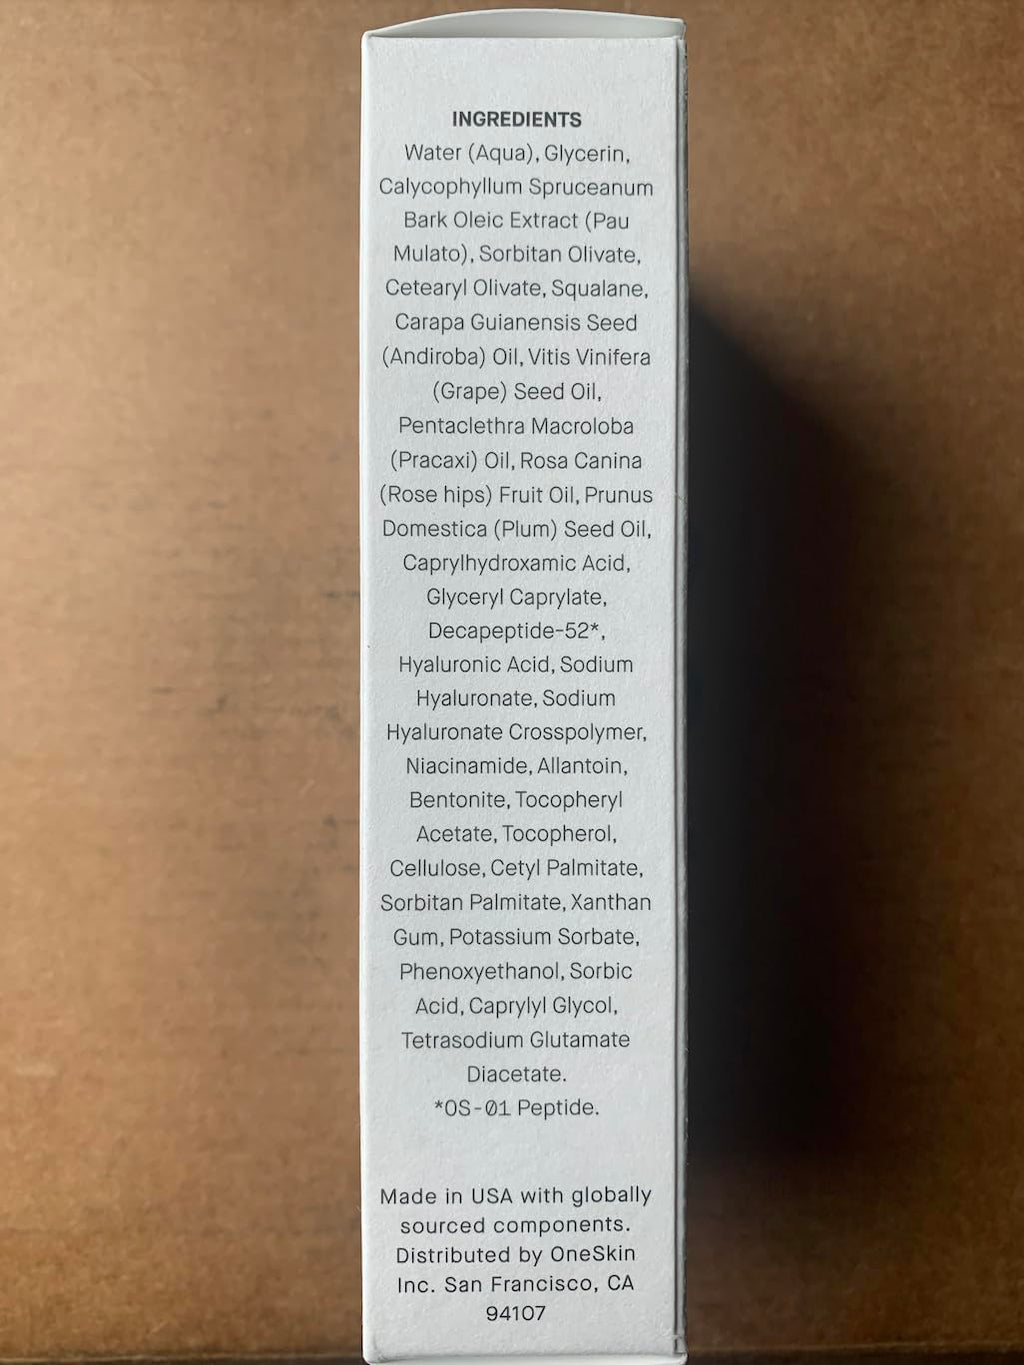 INGREDIENTS
Water (Aqua), Glycerin,
Calycophyllum Spruceanum
Bark Oleic Extract (Pau
Mulato), Sorbitan Olivate,
Cetearyl Olivate, Squalane,
Carapa Guianensis Seed
(Andiroba) Oil, Vitis Vinifera
(Grape) Seed Oil,
Pentaclethra Macroloba
(Pracaxi) Oil, Rosa Canina
(Rose hips) Fruit Oil, Prunus
Domestica (Plum) Seed Oil,
Caprylhydroxamic Acid,
Glyceryl Caprylate,
Decapeptide-52*,
Hyaluronic Acid, Sodium
Hyaluronate, Sodium
Hyaluronate Crosspolymer,
Niacinamide, Allantoin,
Bentonite, Tocopheryl
Acetate, Tocopherol,
Cellulose, Cetyl Palmitate,
Sorbitan Palmitate, Xanthan
Gum, Potassium Sorbate,
Phenoxyethanol, Sorbic
Acid, Caprylyl Glycol,
Tetrasodium Glutamate
Diacetate.
*OS-01 Peptide.
Made in USA with globally
sourced components.
Distributed by OneSkin
Inc. San Francisco, CA
94107